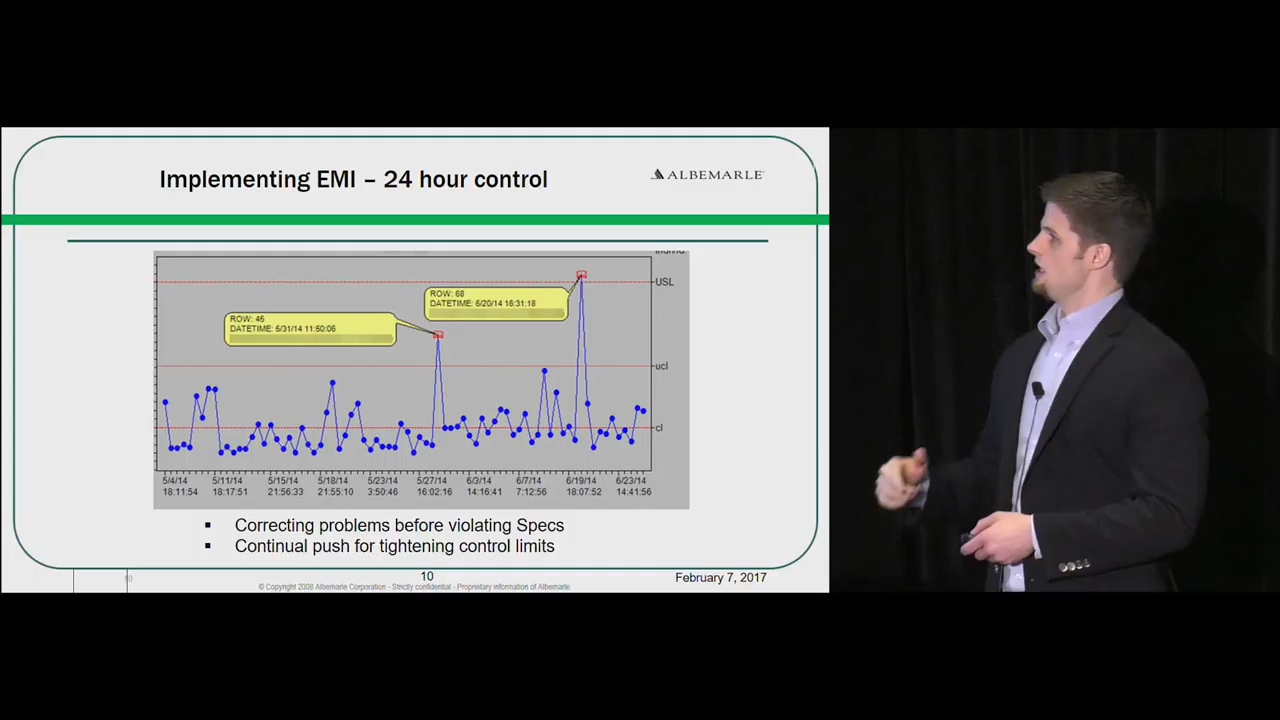 Implementing EMI – 24 hour control
ALBEMARLE
USL
ROW: 68
DATETIME: 6/20/14 16:31:18
ROW: 45
DATETIME: 5/31/14 11:50:06
ucl
cl
5/4/14 5/11/14 5/15/14 5/18/14 5/23/14 5/27/14 6/3/14 6/7/14 6/19/14 6/23/14
18:11:54 18:17:51 21:56:33 21:55:10 3:50:46 16:02:16 14:16:41 7:12:56 18:07:52 14:41:56
▪ Correcting problems before violating Specs
▪ Continual push for tightening control limits
10
© Copyright 2008 Albemarle Corporation - Strictly confidential - Proprietary information of Albemarle
February 7, 2017